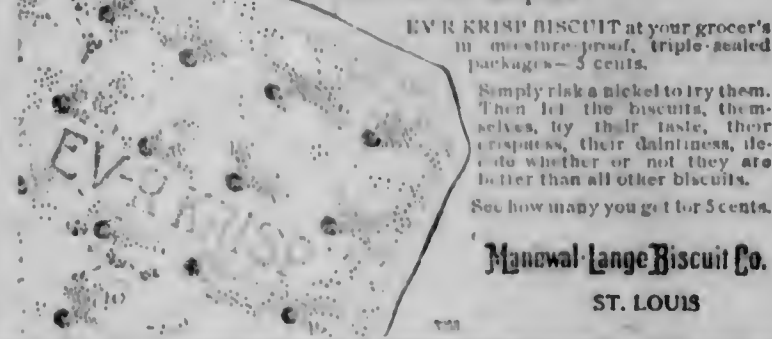 EV R KRISP BISCUIT at your grocer's
in moisture-proof, triple-sealed
packages—5 cents.
Simply risk a nickel to try them.
Then let the biscuits, them-
selves, by their taste, their
crispness, their daintiness, de-
cide whether or not they are
better than all other biscuits.
See how many you get for 5 cents.
Manewal-Lange Biscuit Co.
ST. LOUIS
EV-R